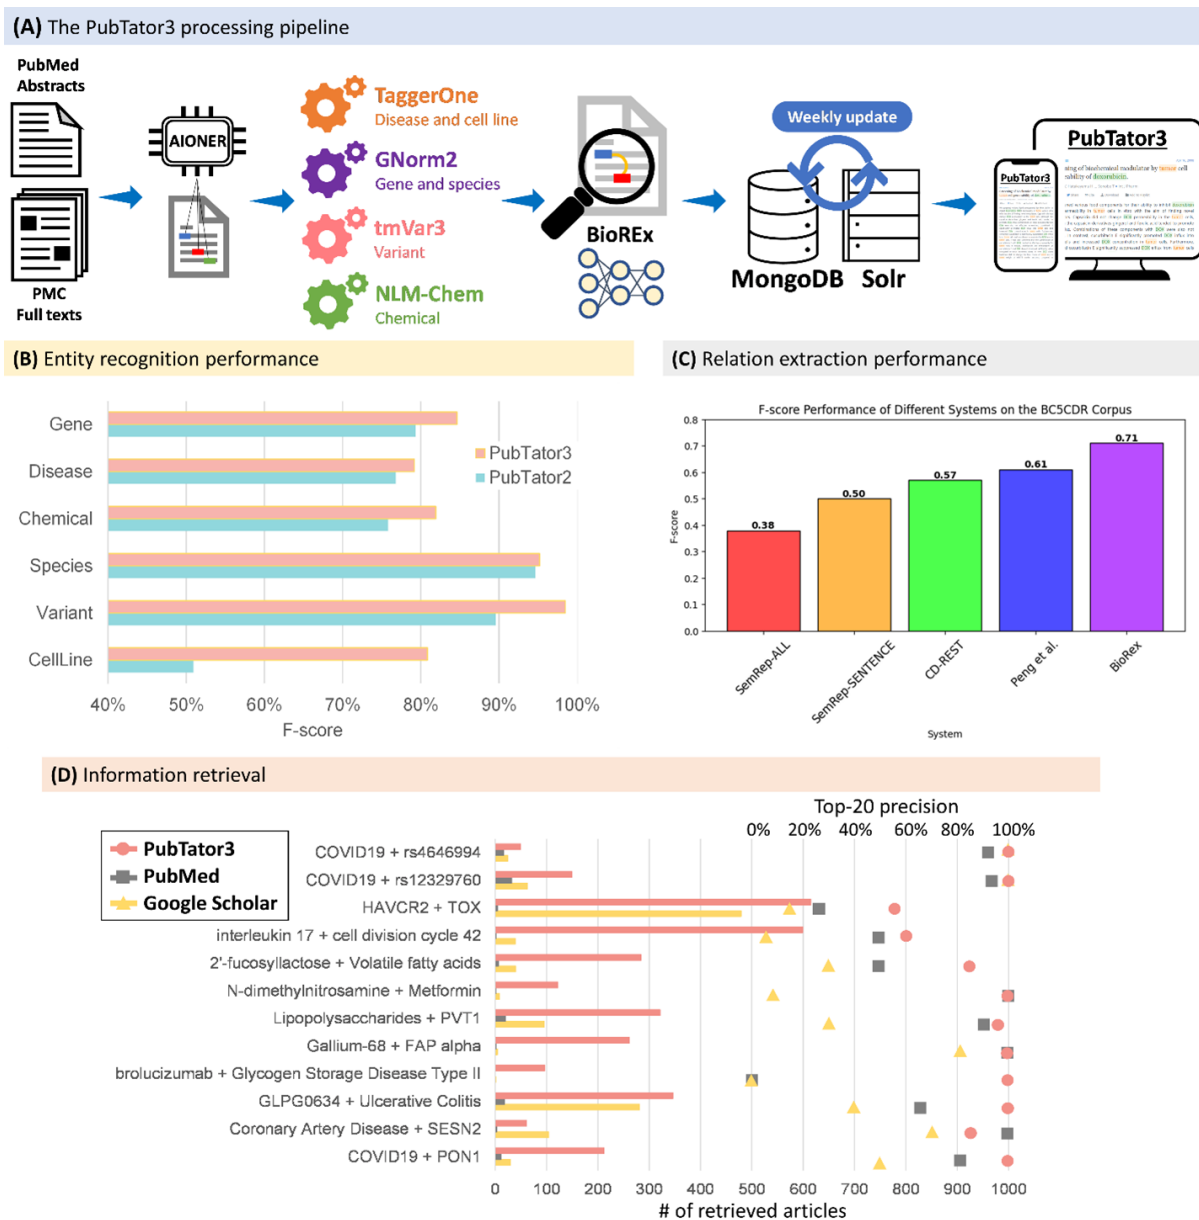 (A) The PubTator3 processing pipeline
PubMed
Abstracts
PMC
Full texts
AIONER
TaggerOne
Disease and cell line
GNorm2
Gene and species
tmVar3
Variant
NLM-Chem
Chemical
BioREx
Weekly update
MongoDB
Solr
PubTator3
PubTator3
(B) Entity recognition performance
Gene
Disease
Chemical
Species
Variant
CellLine
PubTator3
PubTator2
40% 50% 60% 70% 80% 90% 100%
F-score
(C) Relation extraction performance
F-score Performance of Different Systems on the BC5CDR Corpus
0.8
0.7
0.6
0.5
0.4
0.3
0.2
0.1
0.0
F-score
0.38
0.50
0.57
0.61
0.71
SemRep-ALL
SemRep-SENTENCE
CD-REST
Peng et al.
BioRex
System
(D) Information retrieval
Top-20 precision
0% 20% 40% 60% 80% 100%
PubTator3
PubMed
Google Scholar
COVID19 + rs4646994
COVID19 + rs12329760
HAVCR2 + TOX
interleukin 17 + cell division cycle 42
2'-fucosyllactose + Volatile fatty acids
N-dimethylnitrosamine + Metformin
Lipopolysaccharides + PVT1
Gallium-68 + FAP alpha
brolucizumab + Glycogen Storage Disease Type II
GLPG0634 + Ulcerative Colitis
Coronary Artery Disease + SESN2
COVID19 + PON1
0 100 200 300 400 500 600 700 800 900 1000
# of retrieved articles